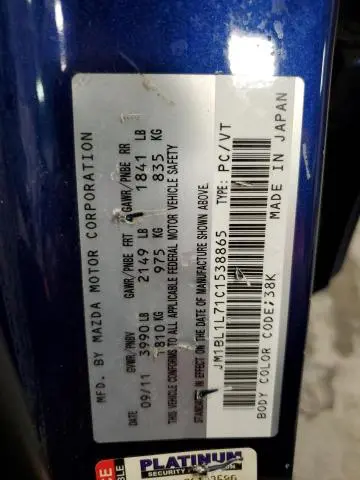 MFD. BY MAZDA MOTOR CORPORATION
DATE GVWR/PNBV GAWR/PNBE FRT GAWR/PNBE RR
09/11 3990 LB 2149 LB 1841 LB
1810 KG 975 KG 835 KG
THIS VEHICLE CONFORMS TO ALL APPLICABLE FEDERAL MOTOR VEHICLE SAFETY
STANDARDS IN EFFECT ON THE DATE OF MANUFACTURE SHOWN ABOVE.
JM1BL1L71C1538865 TYPE: PC/VT
BODY COLOR CODE;38K
MADE IN JAPAN
PLATINUM